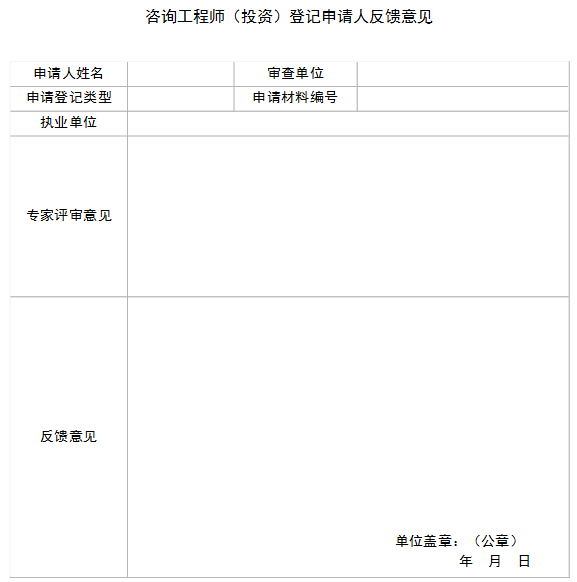 咨询工程师（投资）登记申请人反馈意见
申请人姓名 审查单位
申请登记类型 申请材料编号
执业单位
专家评审意见
反馈意见
单位盖章：（公章）
年 月 日